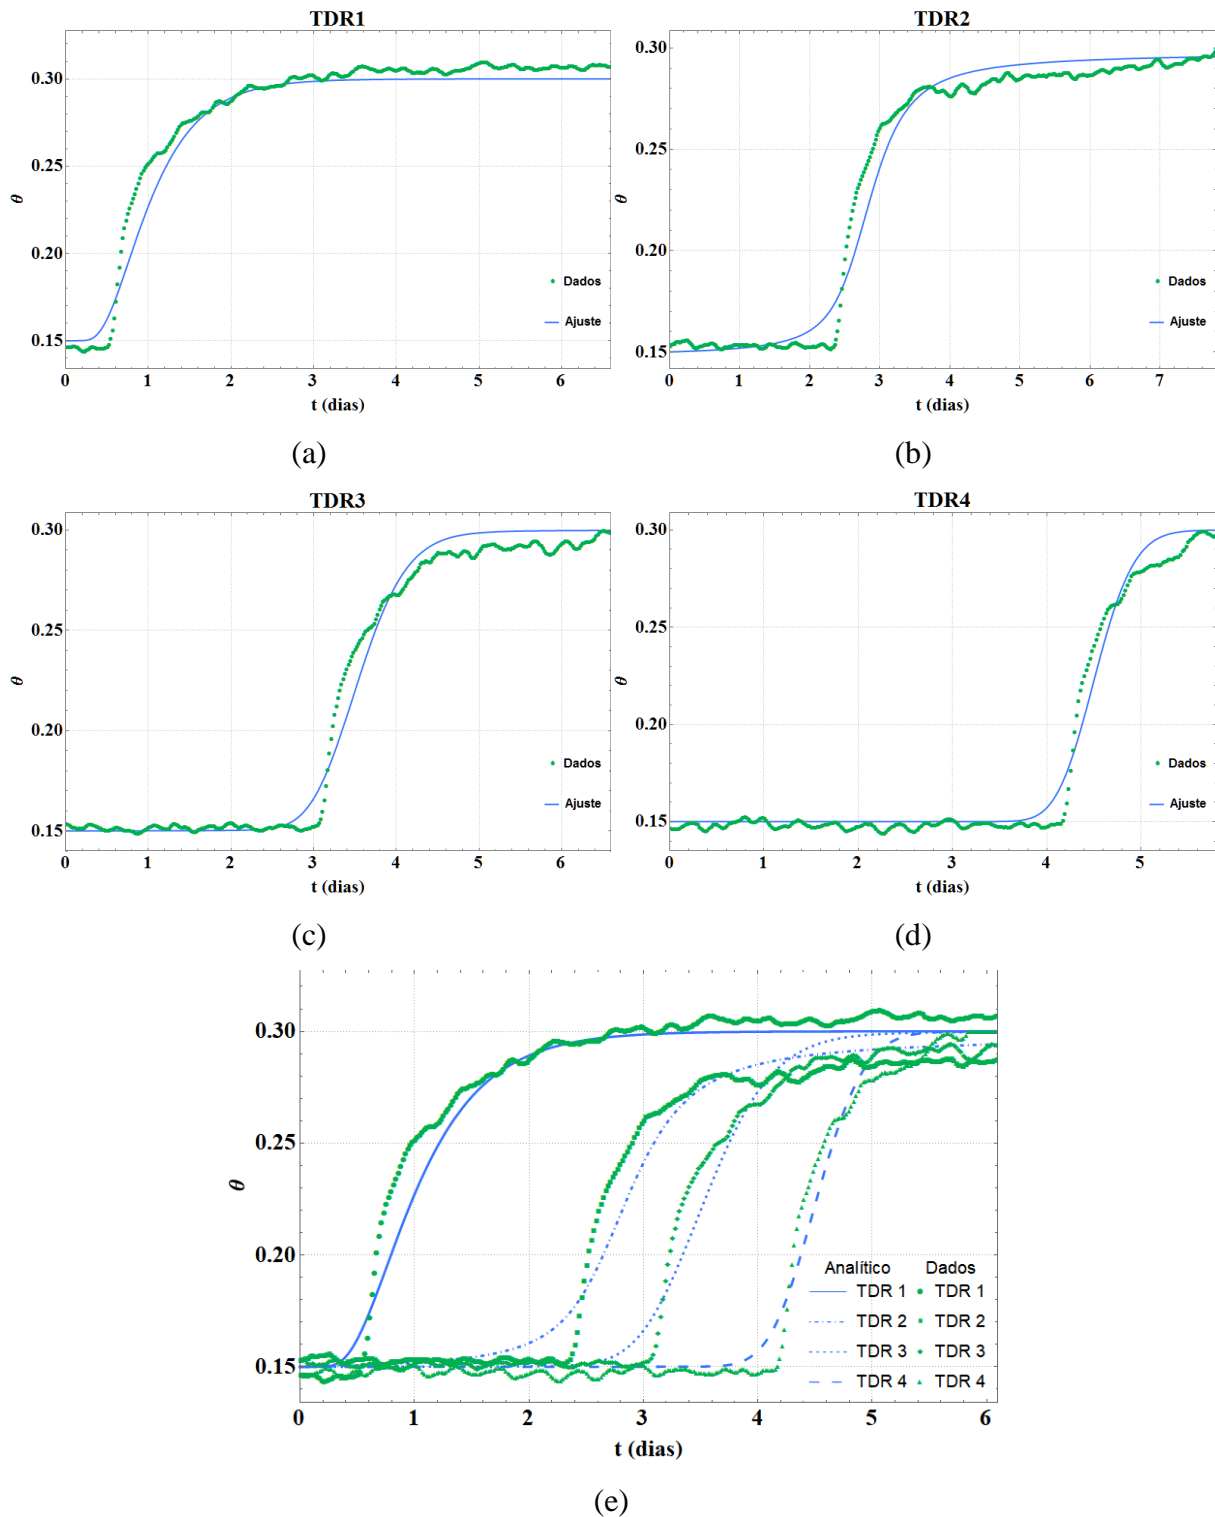 TDR1
0.30
0.25
0.20
0.15
θ
0 1 2 3 4 5 6
t (dias)
Dados
Ajuste
(a)
TDR2
0.30
0.25
0.20
0.15
θ
0 1 2 3 4 5 6 7
t (dias)
Dados
Ajuste
(b)
TDR3
0.30
0.25
0.20
0.15
θ
0 1 2 3 4 5 6
t (dias)
Dados
Ajuste
(c)
TDR4
0.30
0.25
0.20
0.15
θ
0 1 2 3 4 5
t (dias)
Dados
Ajuste
(d)
0.30
0.25
0.20
0.15
θ
0 1 2 3 4 5 6
t (dias)
Analítico Dados
TDR 1 TDR 1
TDR 2 TDR 2
TDR 3 TDR 3
TDR 4 TDR 4
(e)